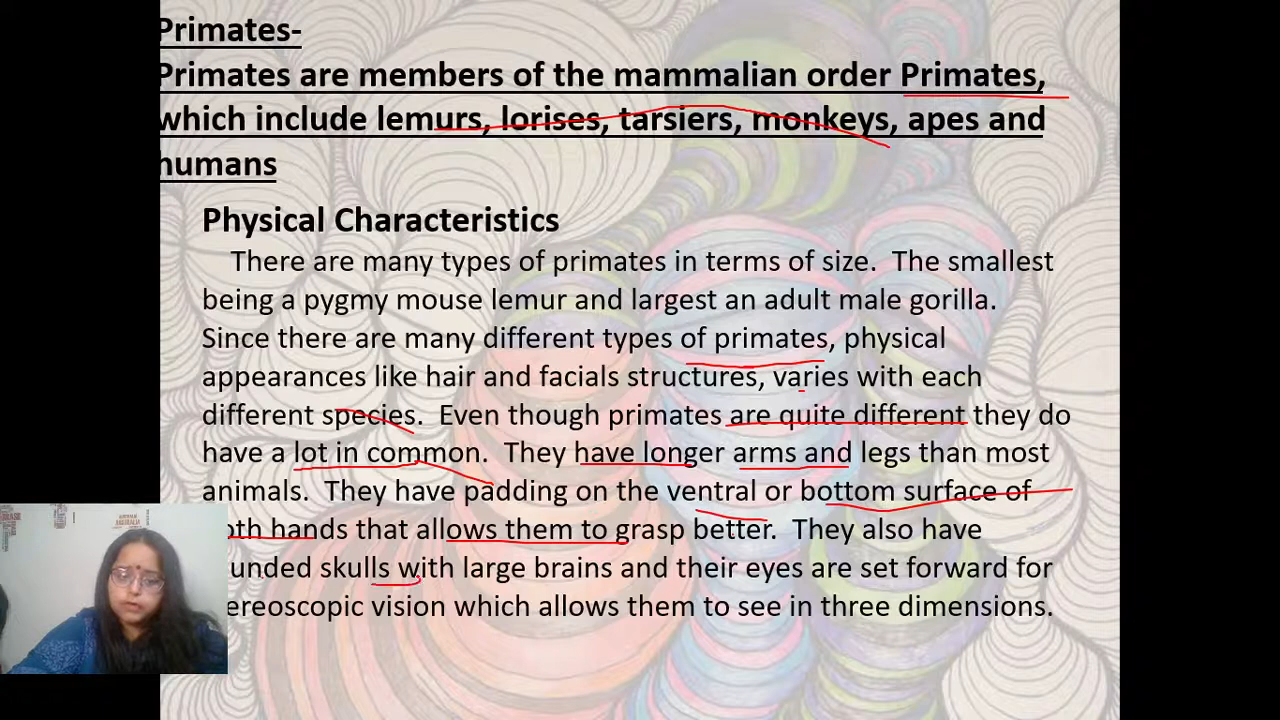 Primates-
Primates are members of the mammalian order Primates,
which include lemurs, lorises, tarsiers, monkeys, apes and
humans
Physical Characteristics
There are many types of primates in terms of size. The smallest
being a pygmy mouse lemur and largest an adult male gorilla.
Since there are many different types of primates, physical
appearances like hair and facials structures, varies with each
different species. Even though primates are quite different they do
have a lot in common. They have longer arms and legs than most
animals. They have padding on the ventral or bottom surface of
oth hands that allows them to grasp better. They also have
unded skulls with large brains and their eyes are set forward for
ereoscopic vision which allows them to see in three dimensions.